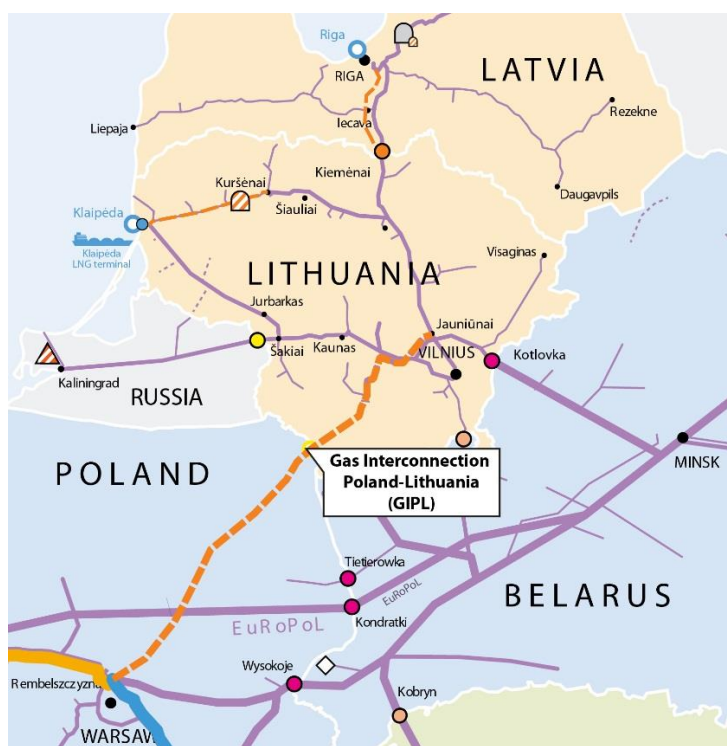 Riga
RIGA
LATVIA
Rezekne
Iecava
Liepaja
Kiemėnai
Kuršėnai
Daugavpils
Šiauliai
Klaipėda
Klaipėda
LNG terminal
Visaginas
LITHUANIA
Jurbarkas
Jauniūnai
Šakiai
Kaunas
VILNIUS
Kotlovka
Kaliningrad
RUSSIA
Gas Interconnection
Poland-Lithuania
(GIPL)
POLAND
MINSK
Tietierowka
EuRoPoL
BELARUS
EuRoPoL
Kondratki
Wysokoje
Rembelszczyzna
Kobryn
WARSAW